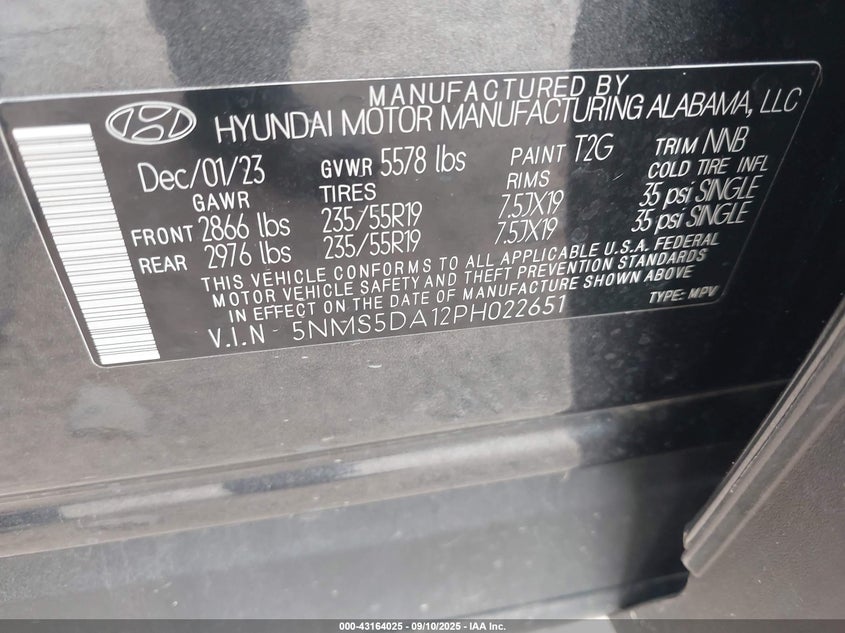 MANUFACTURED BY
HYUNDAI MOTOR MANUFACTURING ALABAMA, LLC
Dec/01/23 GVWR 5578 lbs PAINT T2G TRIM NNB
GAWR TIRES RIMS COLD TIRE INFL
FRONT 2866 lbs 235/55R19 7.5JX19 35 psi SINGLE
REAR 2976 lbs 235/55R19 7.5JX19 35 psi SINGLE
THIS VEHICLE CONFORMS TO ALL APPLICABLE U.S.A. FEDERAL
MOTOR VEHICLE SAFETY AND THEFT PREVENTION STANDARDS
IN EFFECT ON THE DATE OF MANUFACTURE SHOWN ABOVE
V.I.N 5NMS5DA12PH022651 TYPE: MPV
000-43164025 - 09/10/2025 - IAA Inc.